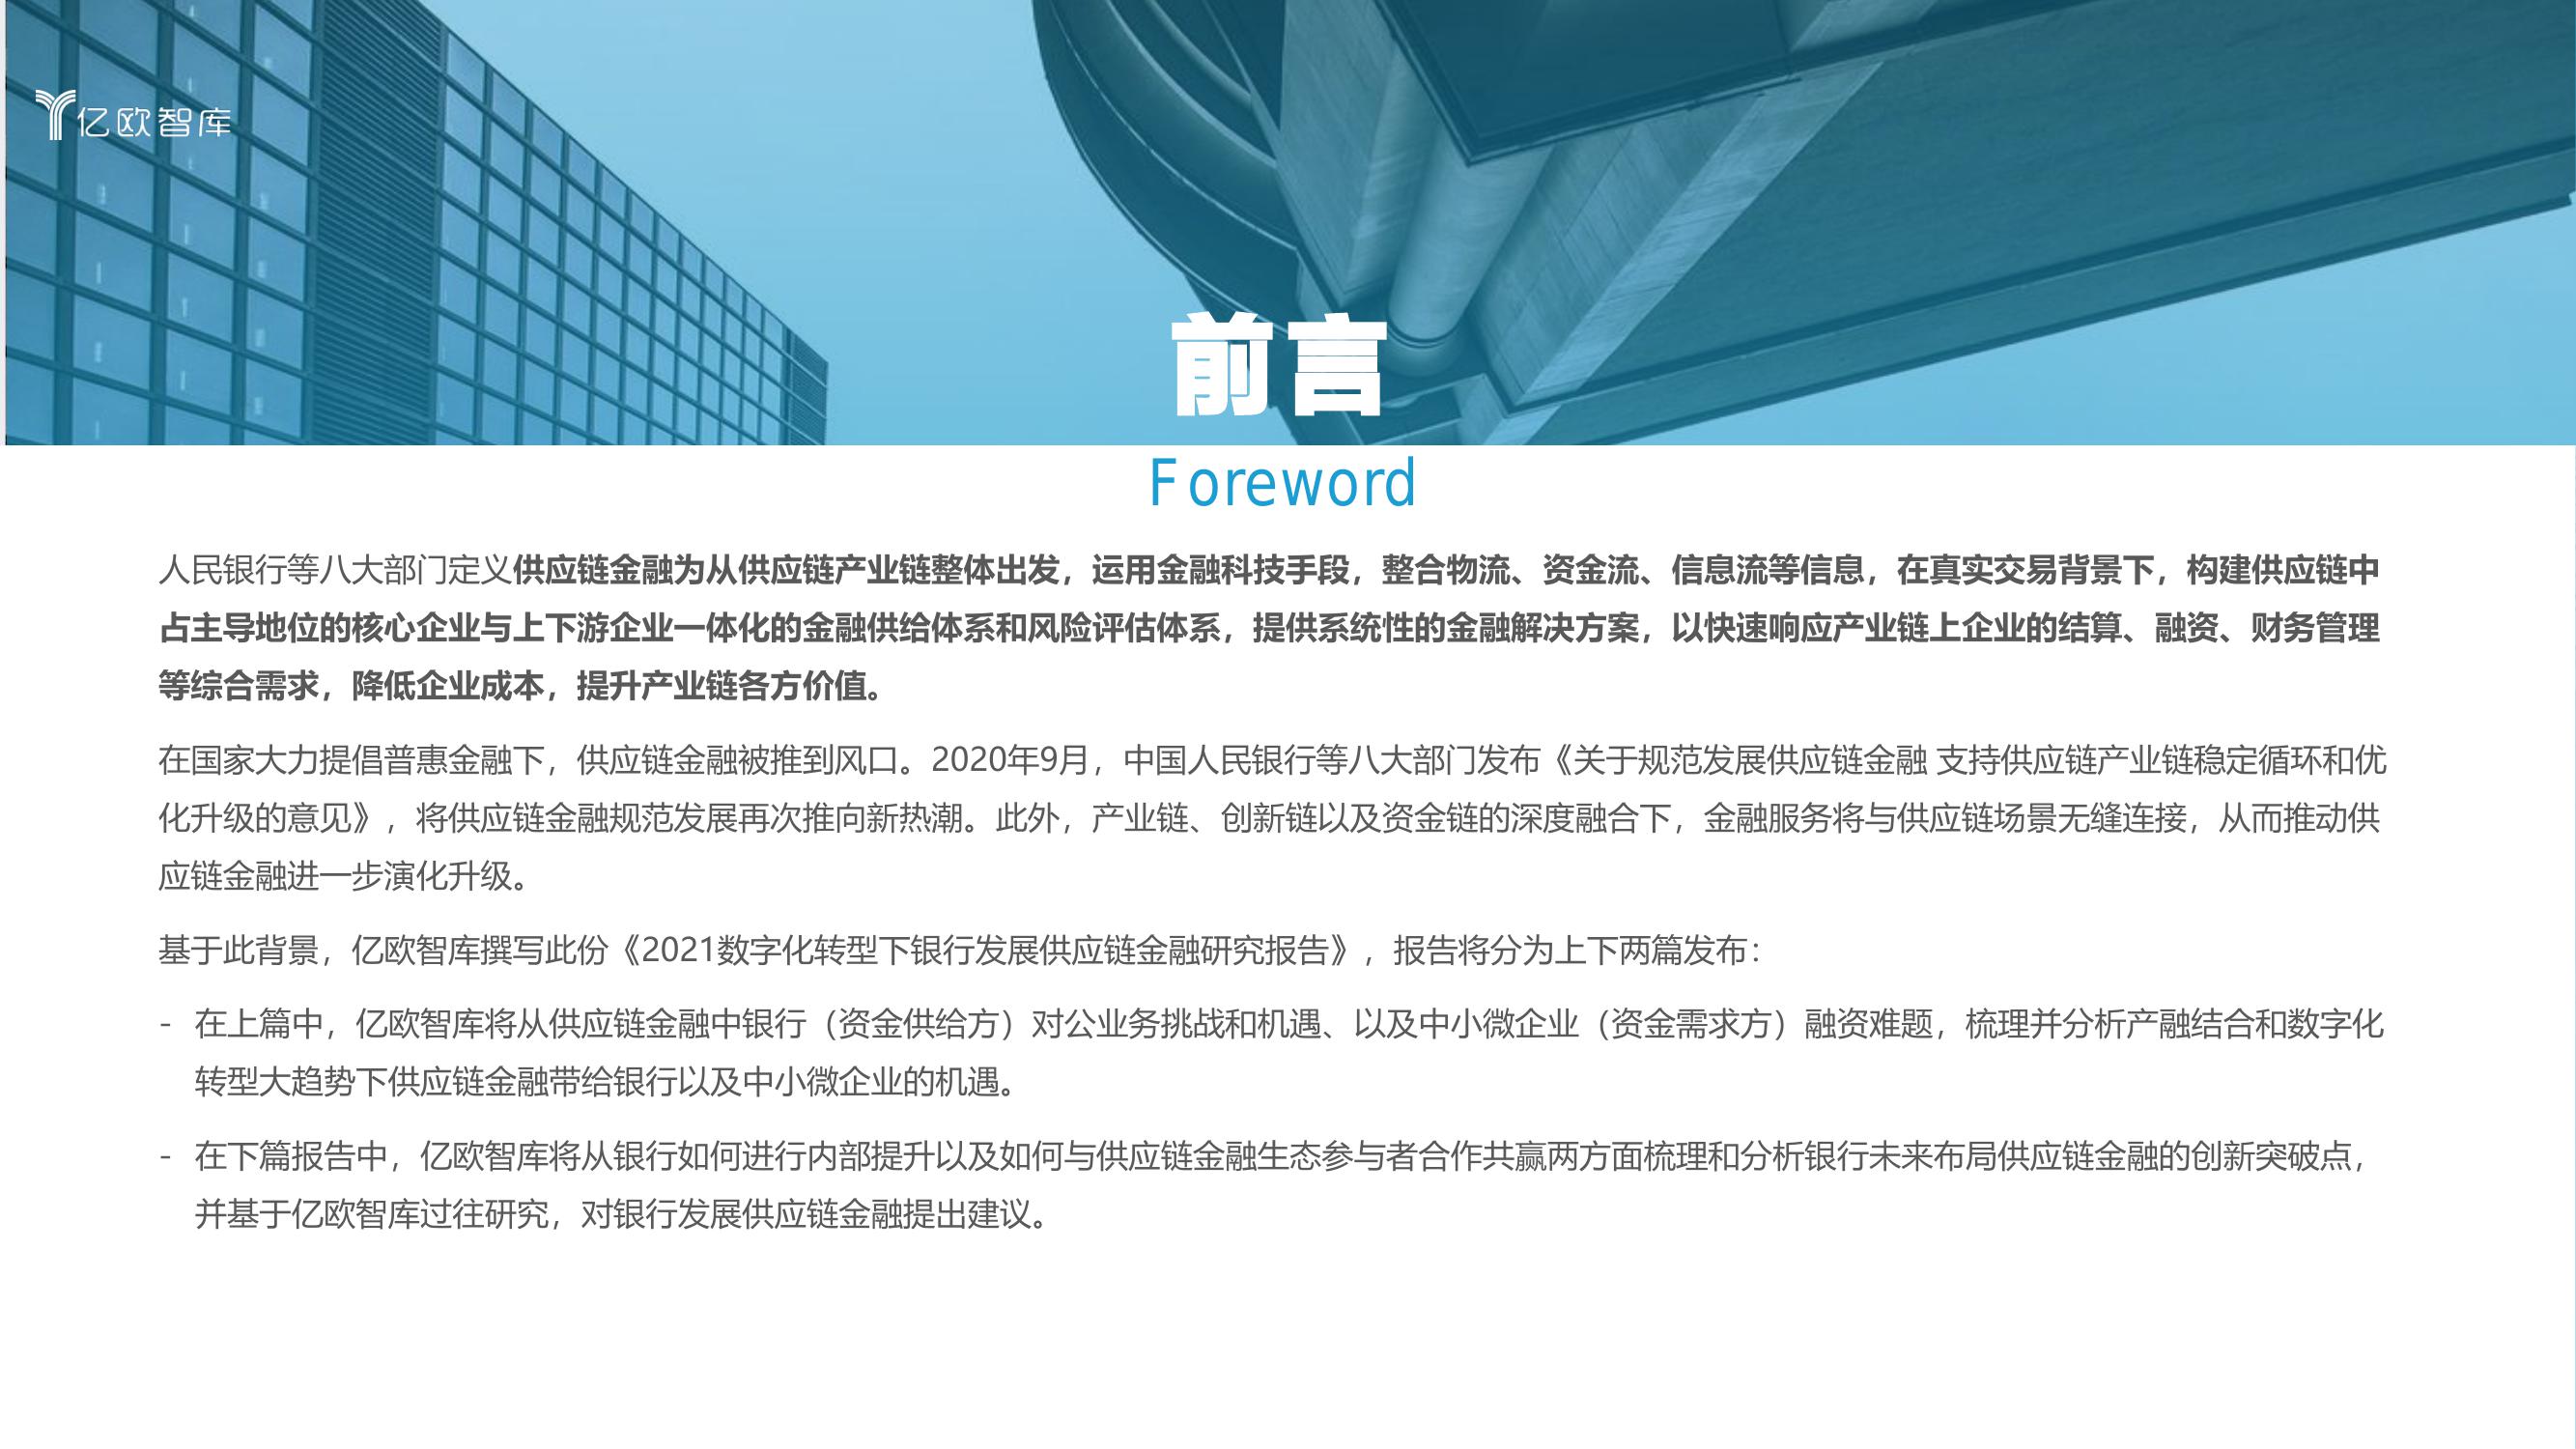 亿欧智库
前言
Foreword
人民银行等八大部门定义供应链金融为从供应链产业链整体出发，运用金融科技手段，整合物流、资金流、信息流等信息，在真实交易背景下，构建供应链中
占主导地位的核心企业与上下游企业一体化的金融供给体系和风险评估体系，提供系统性的金融解决方案，以快速响应产业链上企业的结算、融资、财务管理
等综合需求，降低企业成本，提升产业链各方价值。
在国家大力提倡普惠金融下，供应链金融被推到风口。2020年9月，中国人民银行等八大部门发布《关于规范发展供应链金融 支持供应链产业链稳定循环和优
化升级的意见》，将供应链金融规范发展再次推向新热潮。此外，产业链、创新链以及资金链的深度融合下，金融服务将与供应链场景无缝连接，从而推动供
应链金融进一步演化升级。
基于此背景，亿欧智库撰写此份《2021数字化转型下银行发展供应链金融研究报告》，报告将分为上下两篇发布：
- 在上篇中，亿欧智库将从供应链金融中银行（资金供给方）对公业务挑战和机遇、以及中小微企业（资金需求方）融资难题，梳理并分析产融结合和数字化
转型大趋势下供应链金融带给银行以及中小微企业的机遇。
- 在下篇报告中，亿欧智库将从银行如何进行内部提升以及如何与供应链金融生态参与者合作共赢两方面梳理和分析银行未来布局供应链金融的创新突破点，
并基于亿欧智库过往研究，对银行发展供应链金融提出建议。